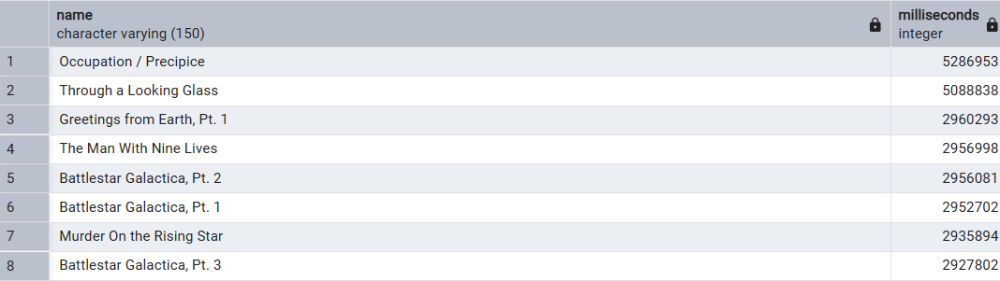 name milliseconds
character varying (150) integer
1 Occupation / Precipice 5286953
2 Through a Looking Glass 5088838
3 Greetings from Earth, Pt. 1 2960293
4 The Man With Nine Lives 2956998
5 Battlestar Galactica, Pt. 2 2956081
6 Battlestar Galactica, Pt. 1 2952702
7 Murder On the Rising Star 2935894
8 Battlestar Galactica, Pt. 3 2927802